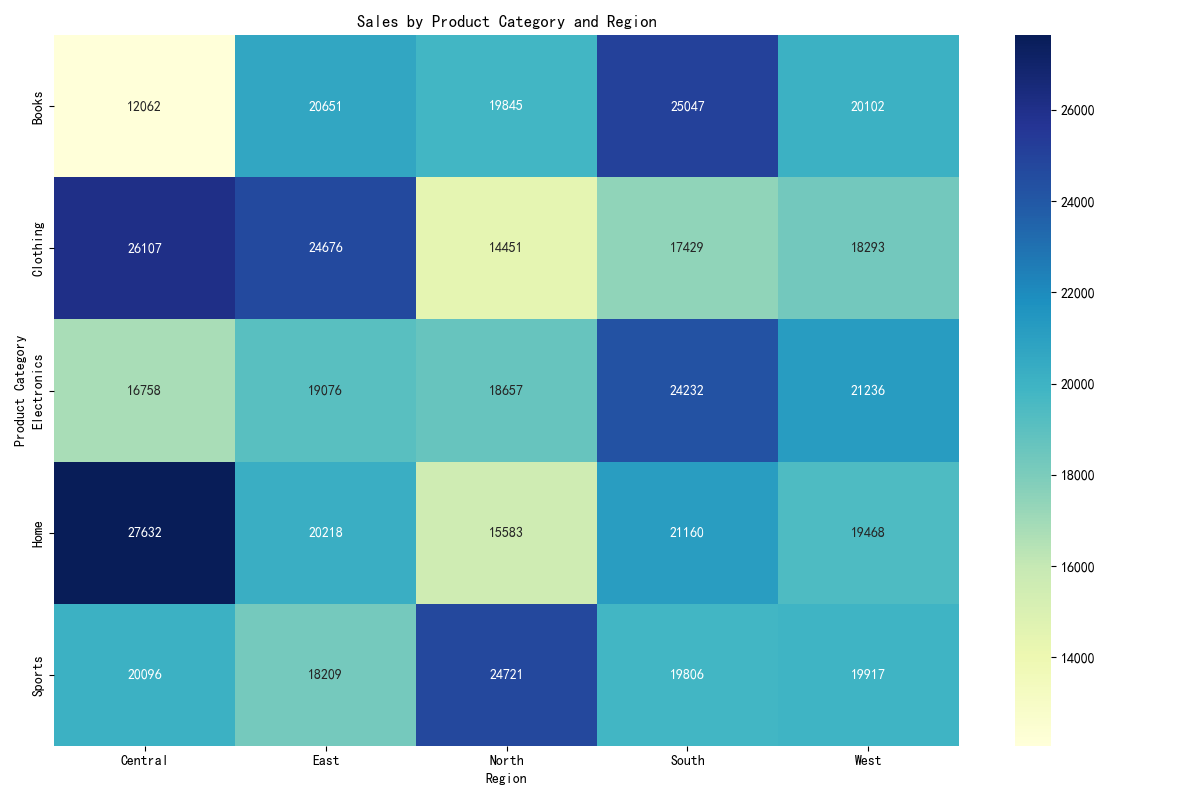 Sales by Product Category and Region
Product Category
Books
12062 20651 19845 25047 20102
Clothing
26107 24676 14451 17429 18293
Electronics
16758 19076 18657 24232 21236
Home
27632 20218 15583 21160 19468
Sports
20096 18209 24721 19806 19917
Central East North South West
Region
26000
24000
22000
20000
18000
16000
14000